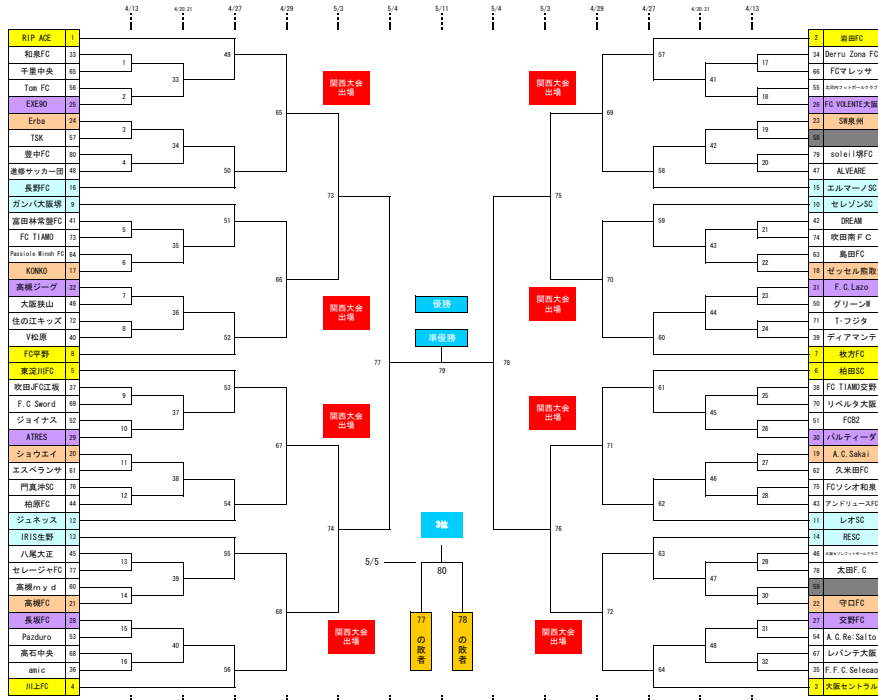 4/13 4/20.21 4/27 4/29 5/3 5/4 5/11 5/4 5/3 4/29 4/27 4/20.21 4/13
RIP ACE 1
和泉FC 33
千里中央 65
Tom FC 56
EXE90 25
Erba 24
TSK 57
豊中FC 80
進修サッカー団 48
長野FC 16
ガンバ大阪堺 9
富田林常盤FC 41
FC TIAMO 73
Passiole Minoh FC 64
KONKO 17
高槻ジーグ 32
大阪狭山 49
住の江キッズ 72
V松原 40
FC平野 8
東淀川FC 5
吹田JFC江坂 37
F.C Sword 69
ジョイナス 52
ATRES 29
ショウエイ 20
エスペランサ 61
門真沖SC 76
柏原FC 44
ジュネッス 12
IRIS生野 13
八尾大正 45
セレージャFC 77
高槻ｍｙｄ 60
高槻FC 21
長坂FC 28
Pazduro 53
高石中央 68
amic 36
川上FC 4
1
2
3
4
5
6
7
8
9
10
11
12
13
14
15
16
33
34
35
36
37
38
39
40
49
50
51
52
53
54
55
56
65
66
67
68
73
74
77
関西大会
出場
関西大会
出場
関西大会
出場
関西大会
出場
優勝
準優勝
79
3位
5/5
80
77の敗者
78の敗者
関西大会
出場
関西大会
出場
関西大会
出場
関西大会
出場
78
75
76
69
70
71
72
57
58
59
60
61
62
63
64
41
42
43
44
45
46
47
48
17
18
19
20
21
22
23
24
25
26
27
28
29
30
31
32
2 岩田FC
34 Derru Zona FC
66 FCマレッサ
55
26 FC.VOLENTE大阪
23 SW泉州
58
79 soleil堺FC
47 ALVEARE
15 エルマーノSC
10 セレゾンSC
42 DREAM
74 吹田南ＦＣ
63 島田FC
18 ゼッセル熊取
31 F.C.Lazo
50 グリーンW
71 T-フジタ
39 ディアマンテ
7 枚方FC
6 柏田SC
38 FC TIAMO交野
70 リベルタ大阪
51 FCB2
30 パルティーダ
19 A.C.Sakai
62 久米田FC
75 FCソシオ和泉
43 アンドリュースFC
11 レオSC
14 RESC
46
78 太田F.C
59
22 守口FC
27 交野FC
54 A.C.Re:Salto
67 レバンテ大阪
35 F.F.C.Selecao
3 大阪セントラル